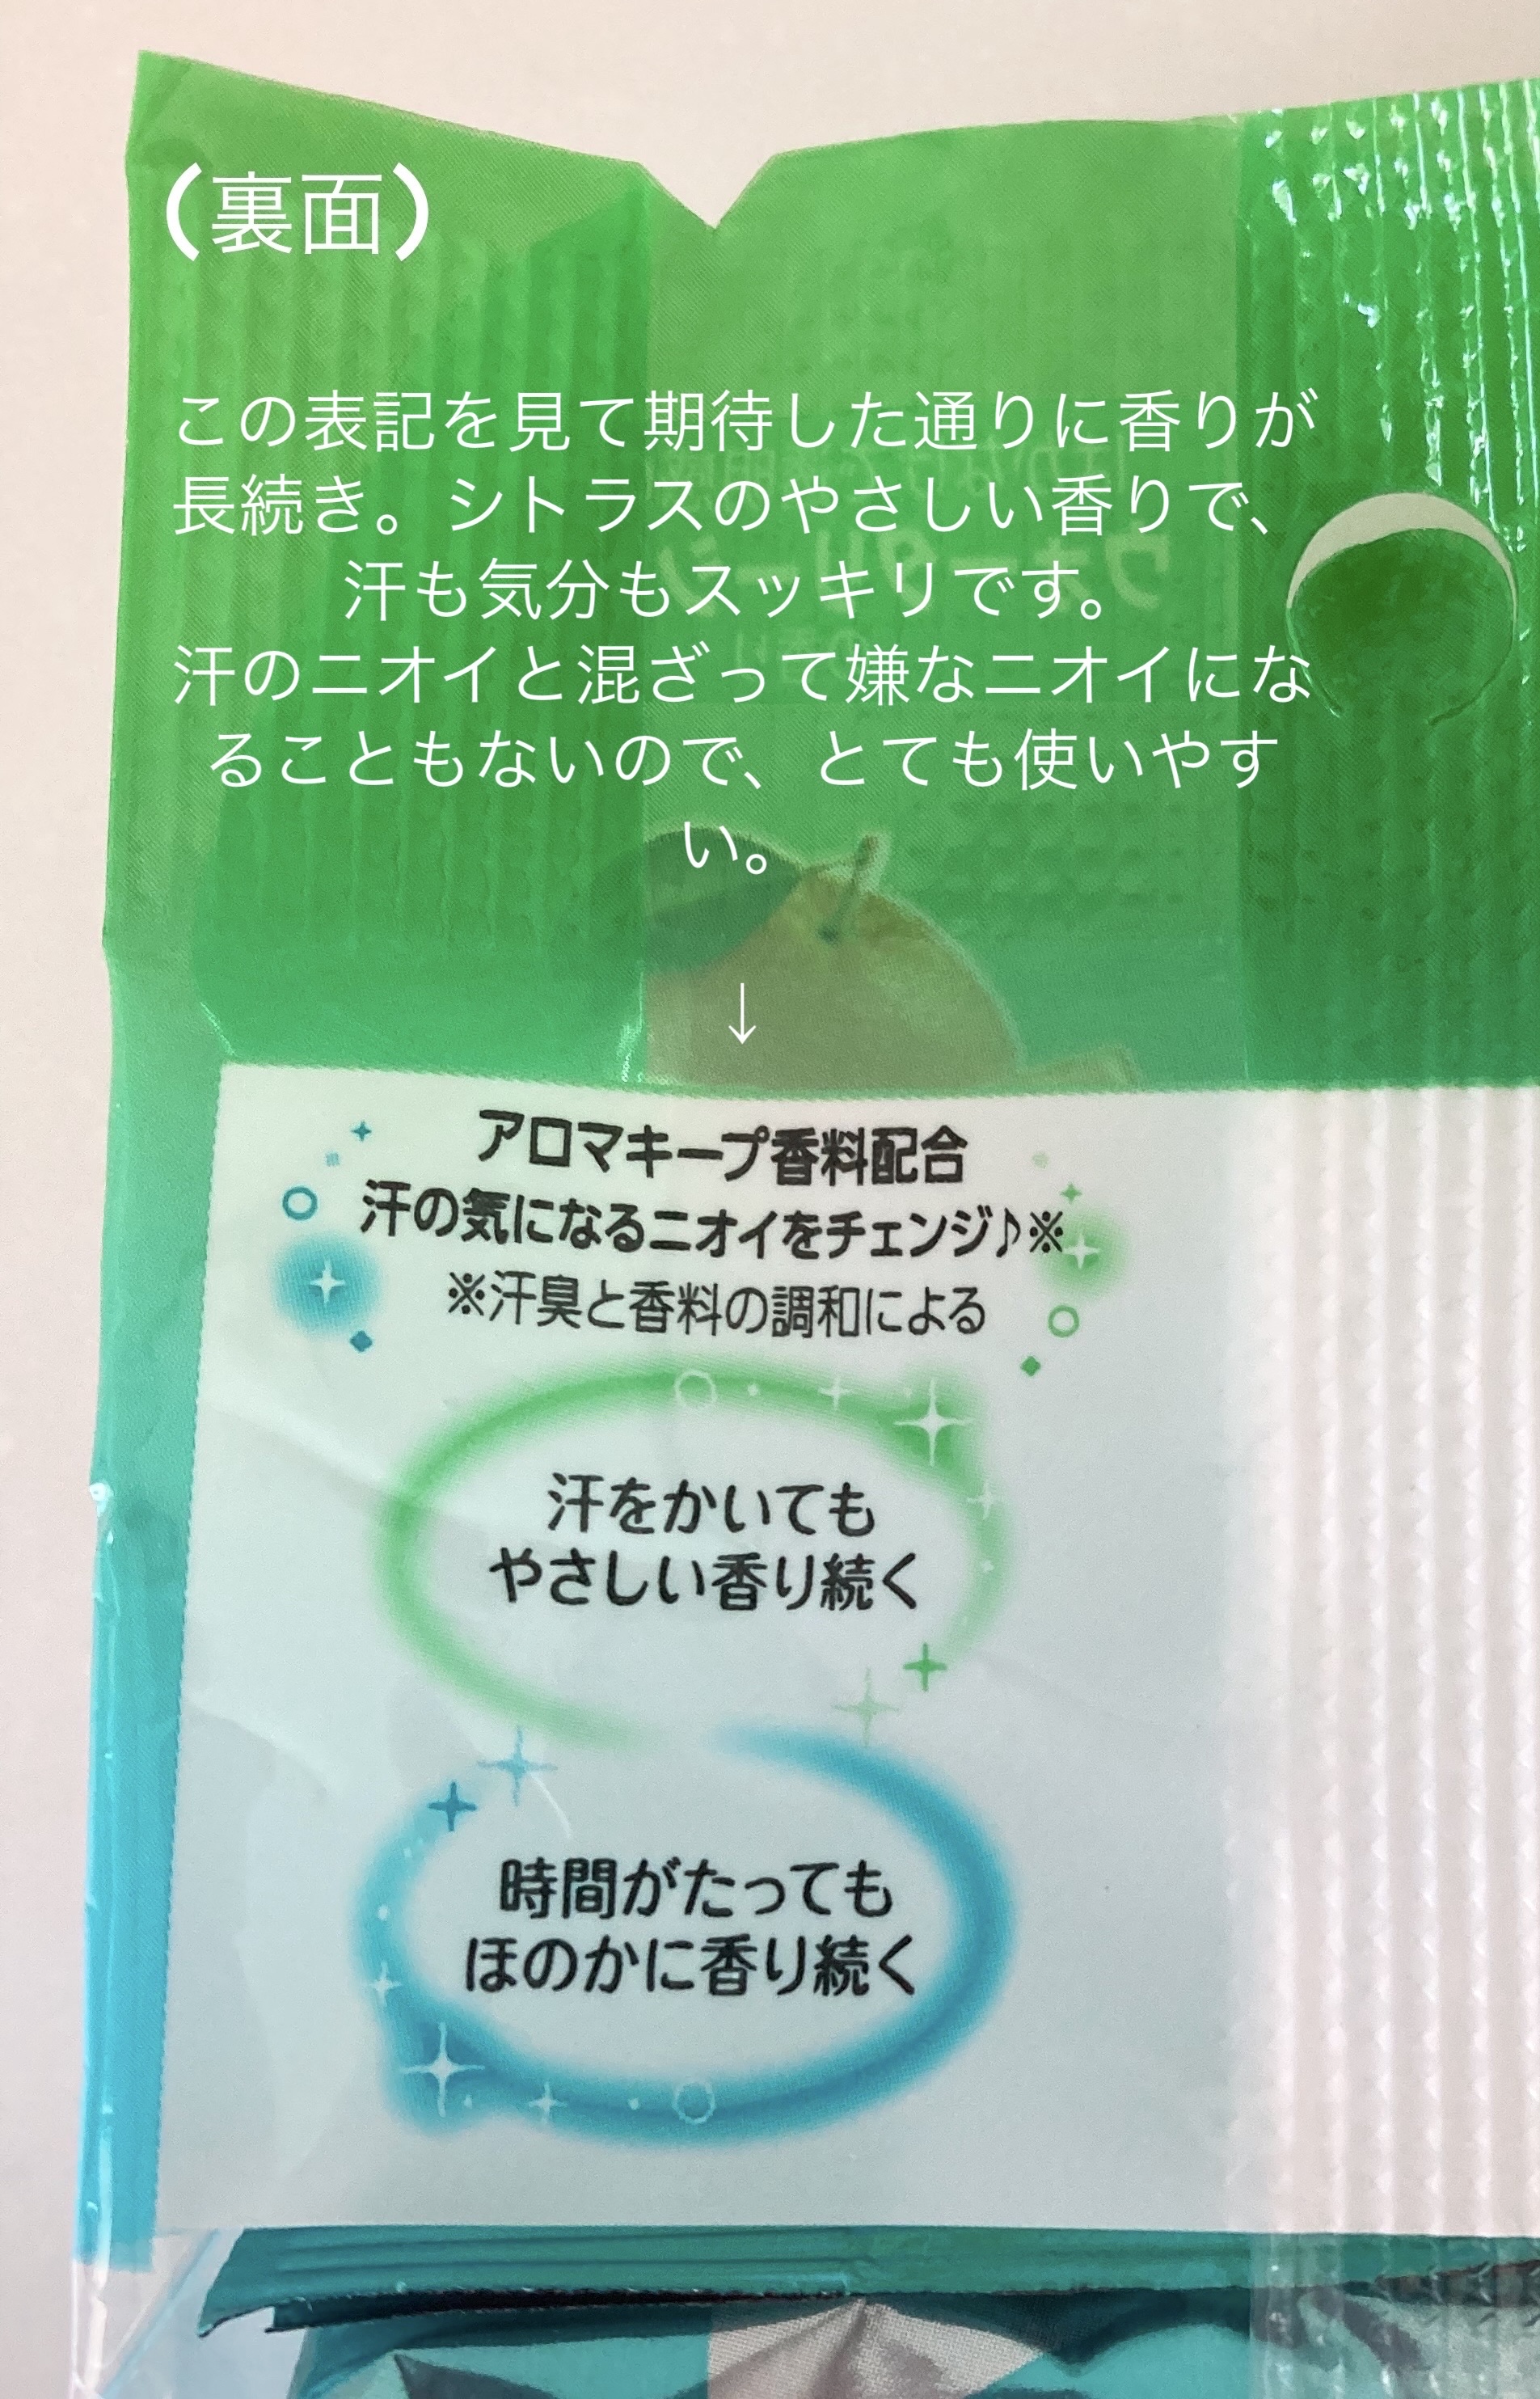 (裏面)
この表記を見て期待した通りに香りが
長続き。シトラスのやさしい香りで、
汗も気分もスッキリです。
汗のニオイと混ざって嫌なニオイにな
ることもないので、とても使いやす
い。
↓
アロマキープ香料配合
汗の気になるニオイをチェンジ♪※
※汗臭と香料の調和による
汗をかいても
やさしい香り続く
時間がたっても
ほのかに香り続く